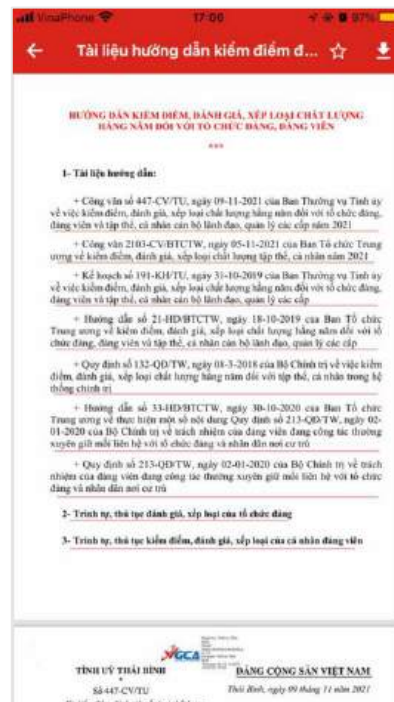 VinaPhone 17:06 97%
Tài liệu hướng dẫn kiểm điểm đ...
HƯỚNG DẪN KIỂM ĐIỂM, ĐÁNH GIÁ, XẾP LOẠI CHẤT LƯỢNG
HÀNG NĂM ĐỐI VỚI TỔ CHỨC ĐẢNG, ĐẢNG VIÊN
***
1- Tài liệu hướng dẫn:
+ Công văn số 447-CV/TU, ngày 09-11-2021 của Ban Thường vụ Tỉnh ủy
về việc kiểm điểm, đánh giá, xếp loại chất lượng hằng năm đối với tổ chức đảng,
đảng viên và tập thể, cá nhân cán bộ lãnh đạo, quản lý các cấp năm 2021
+ Công văn 2103-CV/BTCTW, ngày 05-11-2021 của Ban Tổ chức Trung
ương về kiểm điểm, đánh giá, xếp loại chất lượng tập thể, cá nhân năm 2021
+ Kế hoạch số 191-KH/TU, ngày 31-10-2019 của Ban Thường vụ Tỉnh ủy
về việc kiểm điểm, đánh giá, xếp loại chất lượng hằng năm đối với tổ chức đảng,
đảng viên và tập thể, cá nhân cán bộ lãnh đạo, quản lý các cấp
+ Hướng dẫn số 21-HD/BTCTW, ngày 18-10-2019 của Ban Tổ chức
Trung ương về kiểm điểm, đánh giá, xếp loại chất lượng hằng năm đối với tổ
chức đảng, đảng viên và tập thể, cá nhân cán bộ lãnh đạo, quản lý các cấp
+ Quy định số 132-QĐ/TW, ngày 08-3-2018 của Bộ Chính trị về việc kiểm
điểm, đánh giá, xếp loại chất lượng hàng năm đối với tập thể, cá nhân trong hệ
thống chính trị
+ Hướng dẫn số 33-HD/BTCTW, ngày 30-10-2020 của Ban Tổ chức
Trung ương về thực hiện một số nội dung Quy định số 213-QĐ/TW, ngày 02-
01-2020 của Bộ Chính trị về trách nhiệm của đảng viên đang công tác thường
xuyên giữ mối liên hệ với tổ chức đảng và nhân dân nơi cư trú
+ Quy định số 213-QĐ/TW, ngày 02-01-2020 của Bộ Chính trị về trách
nhiệm của đảng viên đang công tác thường xuyên giữ mối liên hệ với tổ chức
đảng và nhân dân nơi cư trú
2- Trình tự, thủ tục đánh giá, xếp loại của tổ chức đảng
3- Trình tự, thủ tục kiểm điểm, đánh giá, xếp loại của cá nhân đảng viên
GCA
TỈNH UỶ THÁI BÌNH ĐẢNG CỘNG SẢN VIỆT NAM
*
Số 447-CV/TU Thái Bình, ngày 09 tháng 11 năm 2021